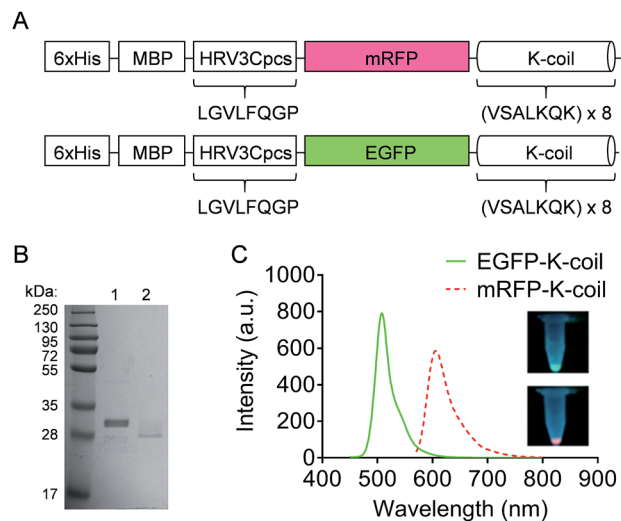 A
6xHis MBP HRV3Cpcs mRFP K-coil
LGVLFQGP (VSALKQK) x 8
6xHis MBP HRV3Cpcs EGFP K-coil
LGVLFQGP (VSALKQK) x 8
B
kDa: 1 2
250
130
95
72
55
35
28
17
C
EGFP-K-coil
mRFP-K-coil
Intensity (a.u.)
1000
800
600
400
200
0
400 500 600 700 800 900
Wavelength (nm)